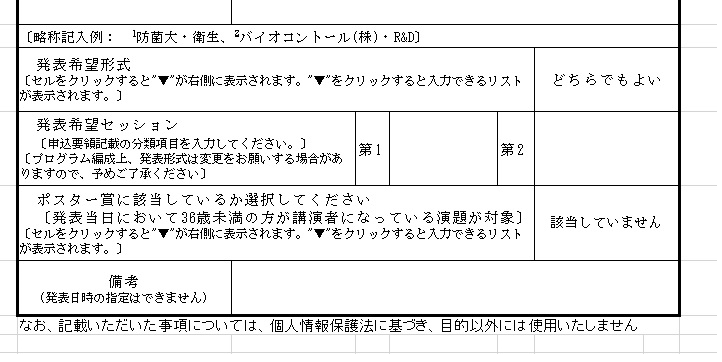 〔略称記入例：　¹防菌大・衛生、²バイオコントール(株)・R&D〕
発表希望形式
〔セルをクリックすると"▼"が右側に表示されます。"▼"をクリックすると入力できるリスト
が表示されます。〕
どちらでもよい
発表希望セッション
〔申込要領記載の分類項目を入力してください。〕
〔プログラム編成上、発表形式は変更をお願いする場合があ
りますので、予めご了承ください〕
第1
第2
ポスター賞に該当しているか選択してください
〔発表当日において36歳未満の方が講演者になっている演題が対象〕
〔セルをクリックすると"▼"が右側に表示されます。"▼"をクリックすると入力できるリスト
が表示されます。〕
該当していません
備考
(発表日時の指定はできません)
なお、記載いただいた事項については、個人情報保護法に基づき、目的以外には使用いたしません